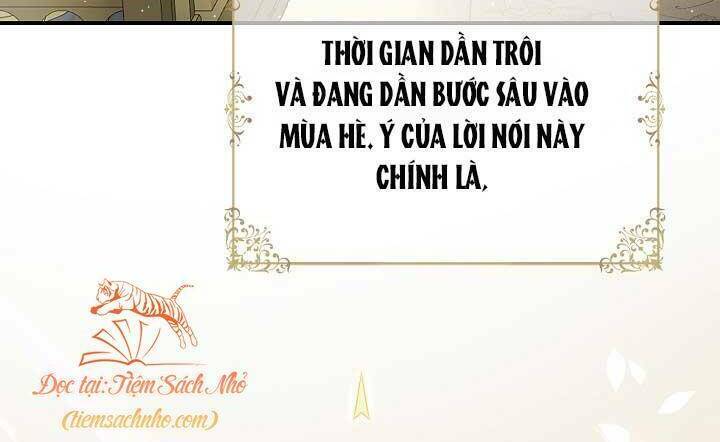 THỜI GIAN DẦN TRÔI
VÀ ĐANG DẦN BƯỚC SÂU VÀO
MÙA HÈ. Ý CỦA LỜI NÓI NÀY
CHÍNH LÀ,
Đọc tại: Tiệm Sách Nhỏ
(tiemsachnho.com)